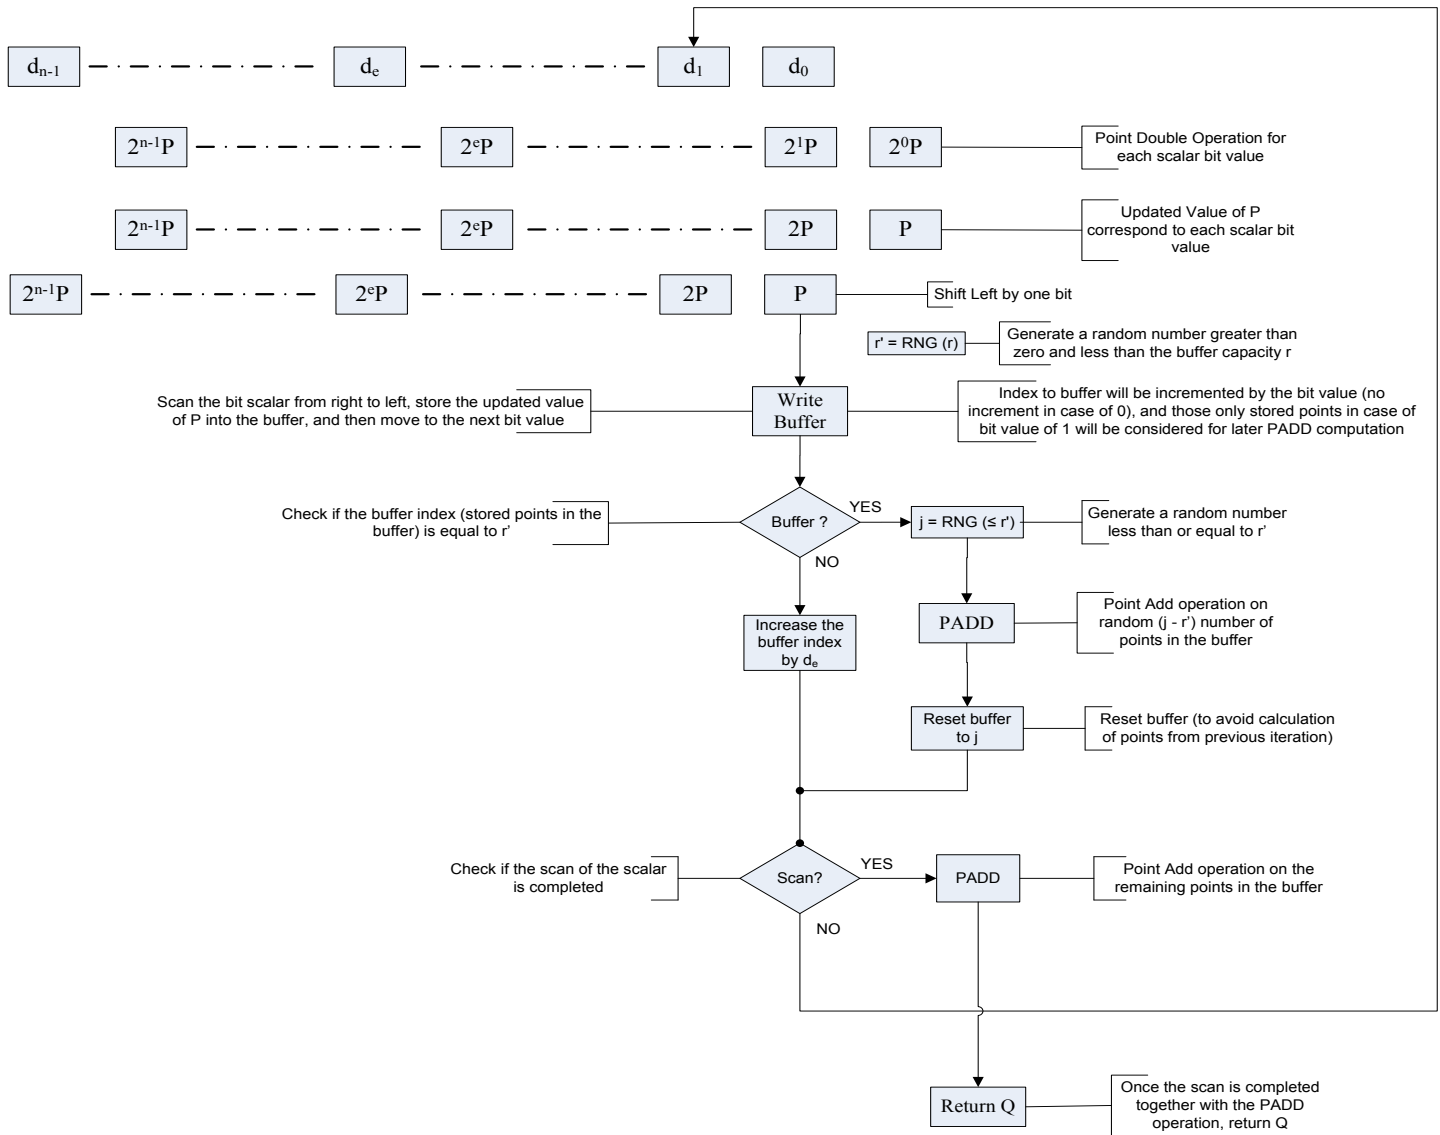 dn-1 de d1 d0
2n-1P 2eP 21P 20P
Point Double Operation for
each scalar bit value
2n-1P 2eP 2P P
Updated Value of P
correspond to each scalar bit
value
2n-1P 2eP 2P P
Shift Left by one bit
r' = RNG (r)
Generate a random number greater than
zero and less than the buffer capacity r
Scan the bit scalar from right to left, store the updated value
of P into the buffer, and then move to the next bit value
Write
Buffer
Index to buffer will be incremented by the bit value (no
increment in case of 0), and those only stored points in case of
bit value of 1 will be considered for later PADD computation
Check if the buffer index (stored points in the
buffer) is equal to r’
Buffer ?
YES
NO
j = RNG (≤ r')
Generate a random number
less than or equal to r’
Increase the
buffer index
by de
PADD
Point Add operation on
random (j - r’) number of
points in the buffer
Reset buffer
to j
Reset buffer (to avoid calculation
of points from previous iteration)
Check if the scan of the scalar
is completed
Scan?
YES
NO
PADD
Point Add operation on the
remaining points in the buffer
Return Q
Once the scan is completed
together with the PADD
operation, return Q